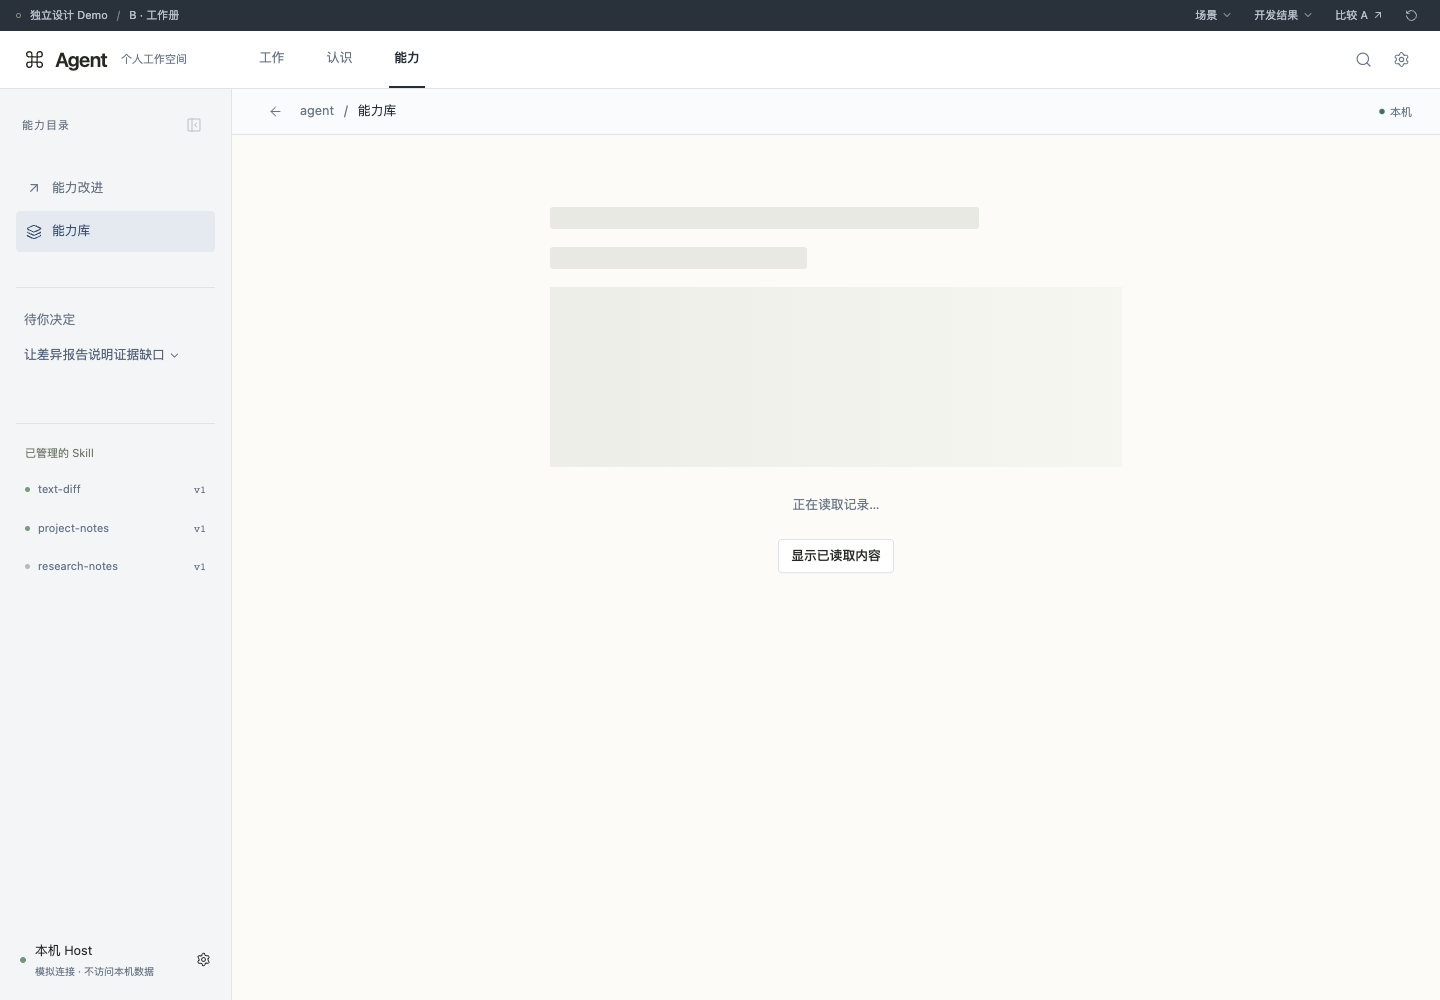 独立设计 Demo / B · 工作册
场景
开发结果
比较 A
Agent
个人工作空间
工作
认识
能力
能力目录
agent / 能力库
本机
能力改进
能力库
待你决定
让差异报告说明证据缺口
已管理的 Skill
text-diff v1
project-notes v1
research-notes v1
正在读取记录...
显示已读取内容
本机 Host
模拟连接 · 不访问本机数据